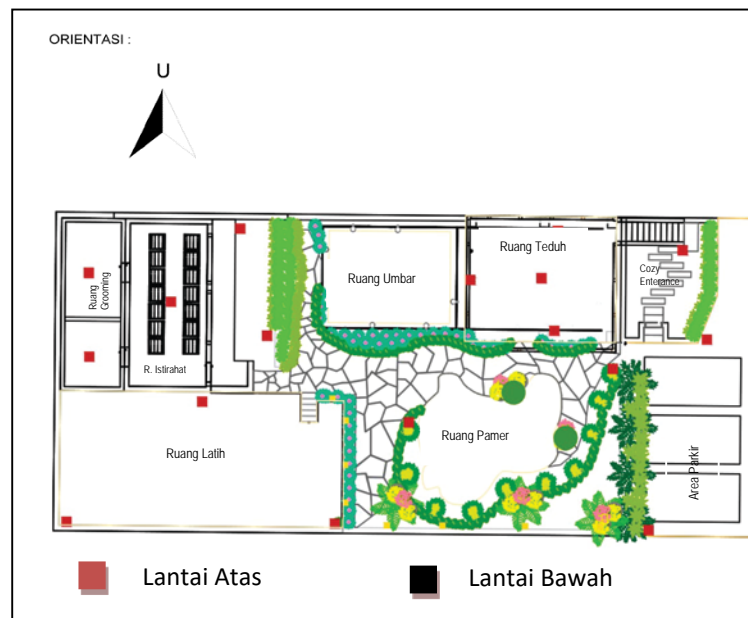 ORIENTASI :
U
Ruang Teduh
Ruang Umbar
Cozy
Enterance
Ruang
Grooming
R. Istirahat
Ruang Pamer
Ruang Latih
Area Parkir
Lantai Atas
Lantai Bawah